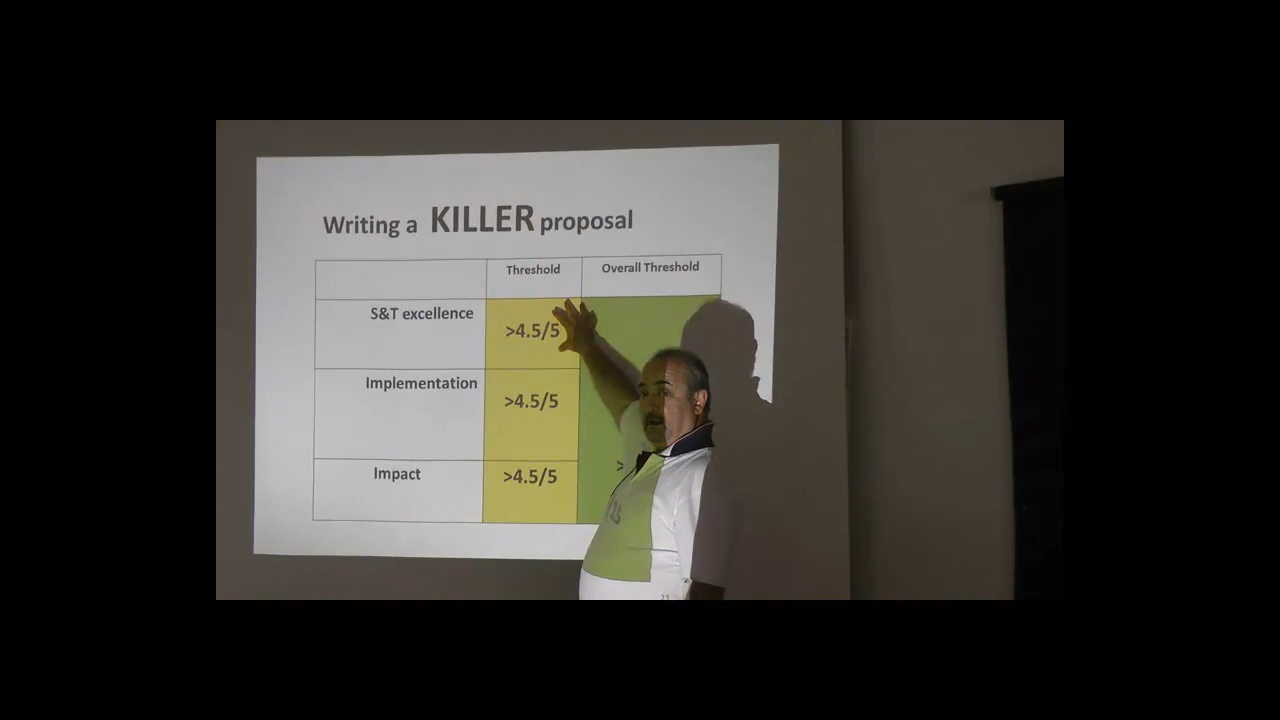 Writing a KILLER proposal
Threshold Overall Threshold
S&T excellence >4.5/5
Implementation >4.5/5
Impact >4.5/5
>